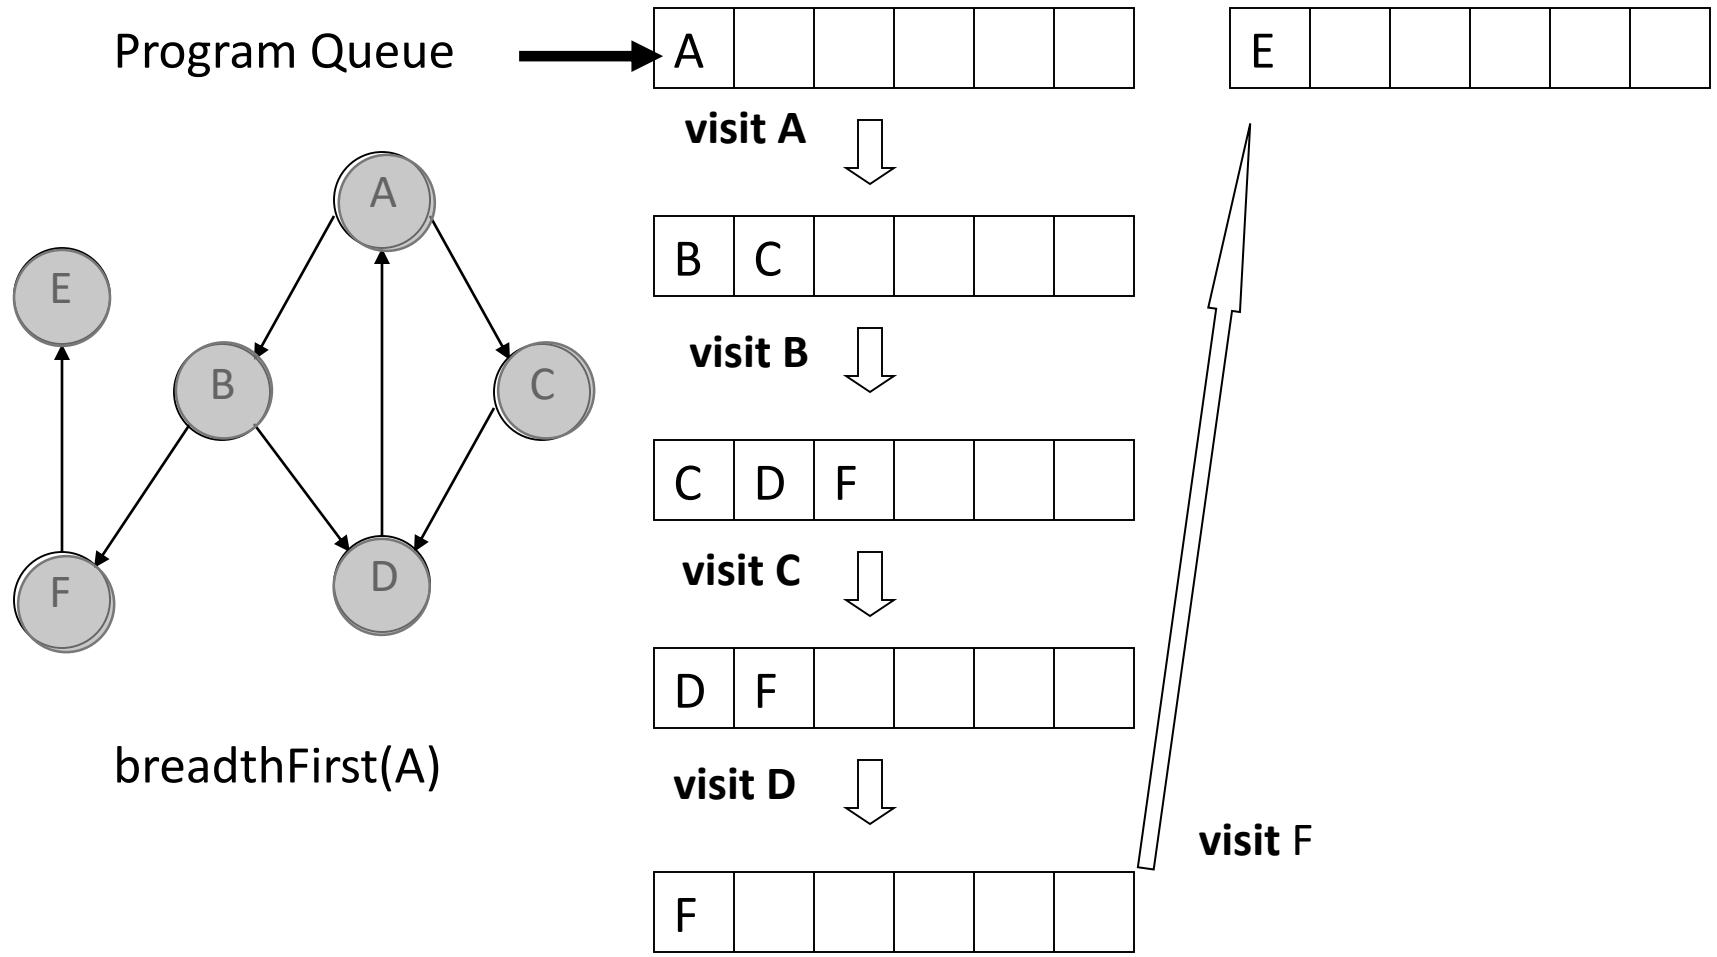 Program Queue
A
E
visit A
A
B C
E
visit B
B
C
C D F
visit C
F
D
D F
breadthFirst(A)
visit D
visit F
F